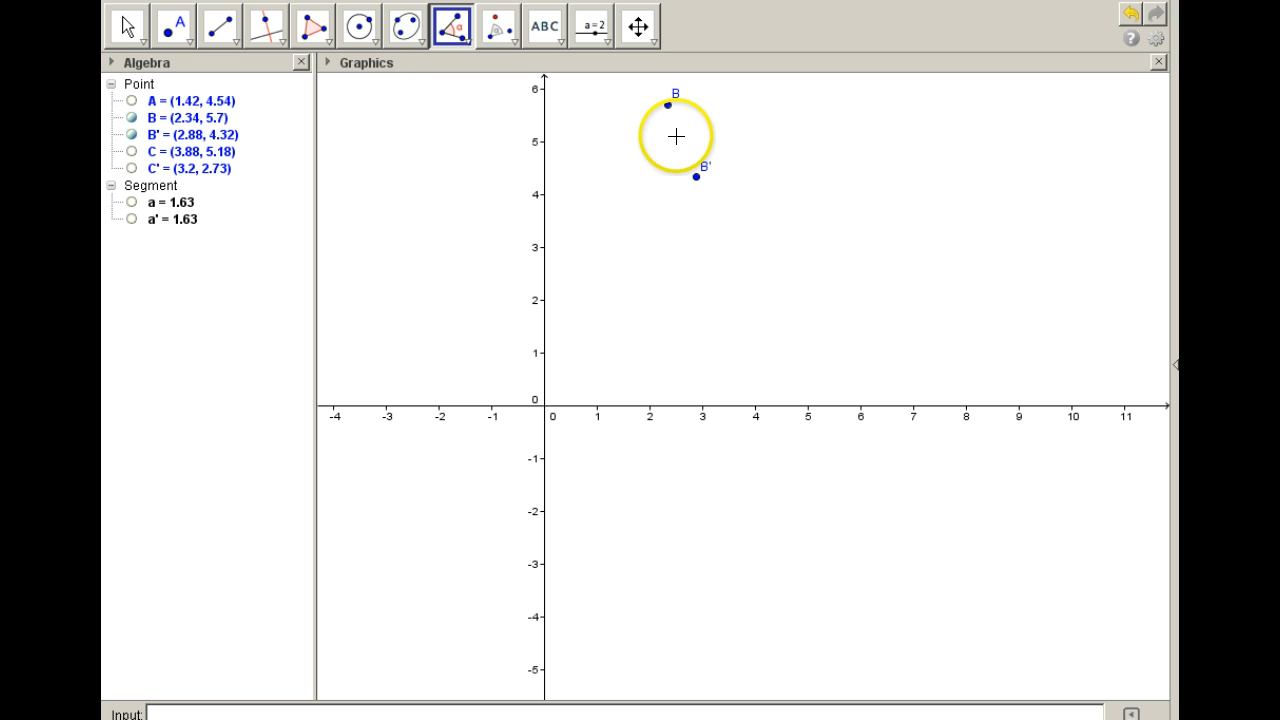 A
α
α
ABC
a=2
Algebra
Graphics
Point
A = (1.42, 4.54)
B = (2.34, 5.7)
B' = (2.88, 4.32)
C = (3.88, 5.18)
C' = (3.2, 2.73)
Segment
a = 1.63
a' = 1.63
B
B'
6
5
4
3
2
1
0
-4 -3 -2 -1 0 1 2 3 4 5 6 7 8 9 10 11
-1
-2
-3
-4
-5
Input: